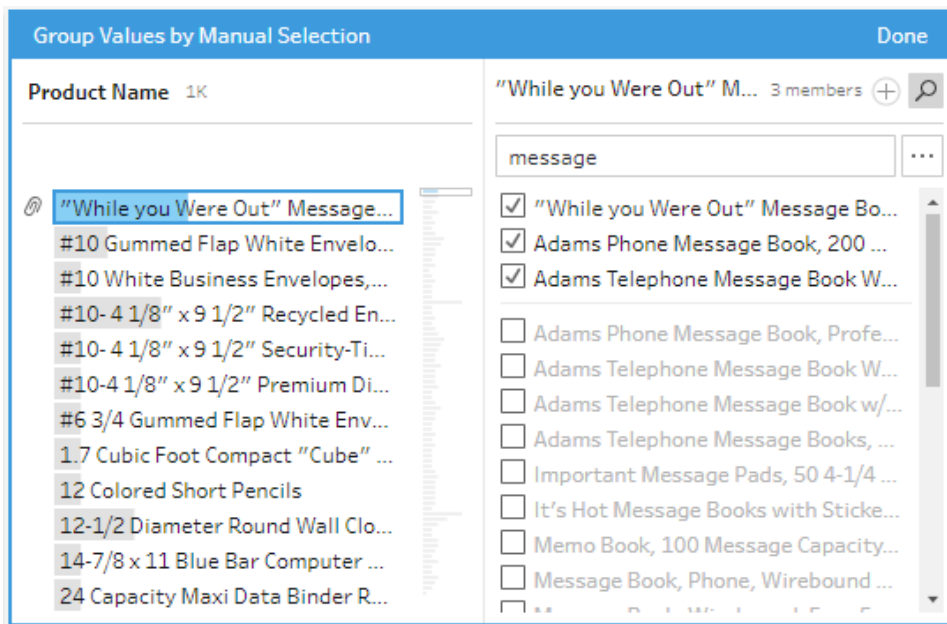 Group Values by Manual Selection
Done
Product Name 1K
"While you Were Out" Message...
#10 Gummed Flap White Envelo...
#10 White Business Envelopes,...
#10- 4 1/8" x 9 1/2" Recycled En...
#10- 4 1/8" x 9 1/2" Security-Ti...
#10-4 1/8" x 9 1/2" Premium Di...
#6 3/4 Gummed Flap White Env...
1.7 Cubic Foot Compact "Cube" ...
12 Colored Short Pencils
12-1/2 Diameter Round Wall Clo...
14-7/8 x 11 Blue Bar Computer ...
24 Capacity Maxi Data Binder R...
"While you Were Out" M... 3 members
message
"While you Were Out" Message Bo...
Adams Phone Message Book, 200 ...
Adams Telephone Message Book W...
Adams Phone Message Book, Profe...
Adams Telephone Message Book W...
Adams Telephone Message Book w/...
Adams Telephone Message Books, ...
Important Message Pads, 50 4-1/4 ...
It's Hot Message Books with Sticke...
Memo Book, 100 Message Capacity...
Message Book, Phone, Wirebound ...